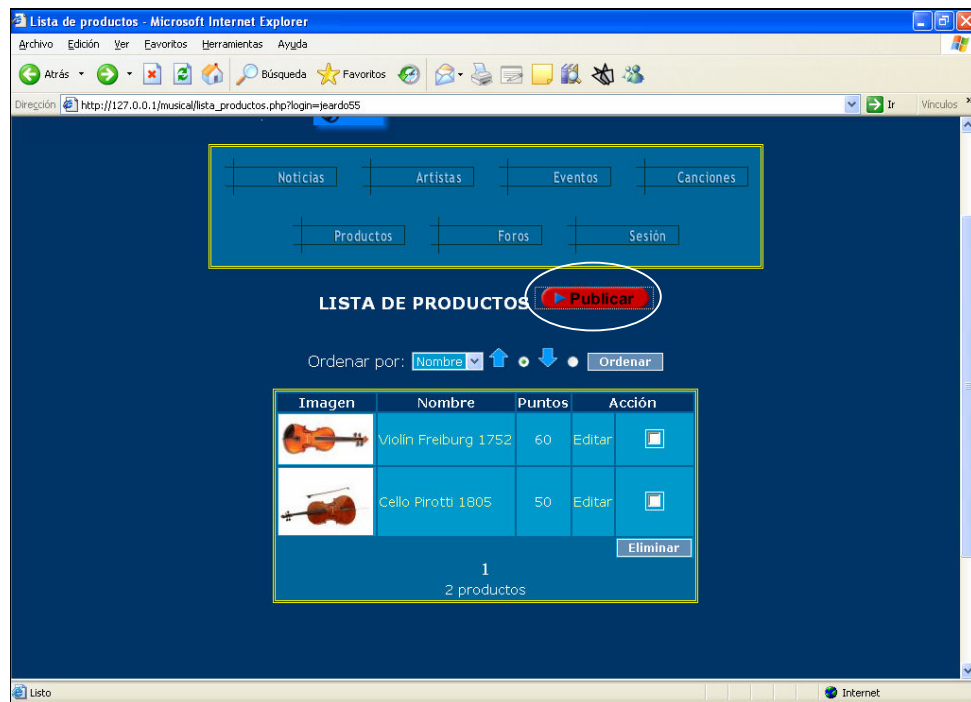 Lista de productos - Microsoft Internet Explorer
Archivo Edición Ver Favoritos Herramientas Ayuda
Atrás Búsqueda Favoritos
Dirección http://127.0.0.1/musical/lista_productos.php?login=jeardo55 Ir Vínculos »
Noticias Artistas Eventos Canciones
Productos Foros Sesión
LISTA DE PRODUCTOS Publicar
Ordenar por: Nombre Ordenar
Imagen Nombre Puntos Acción
Violín Freiburg 1752 60 Editar
Cello Pirotti 1805 50 Editar
Eliminar
1
2 productos
Listo Internet